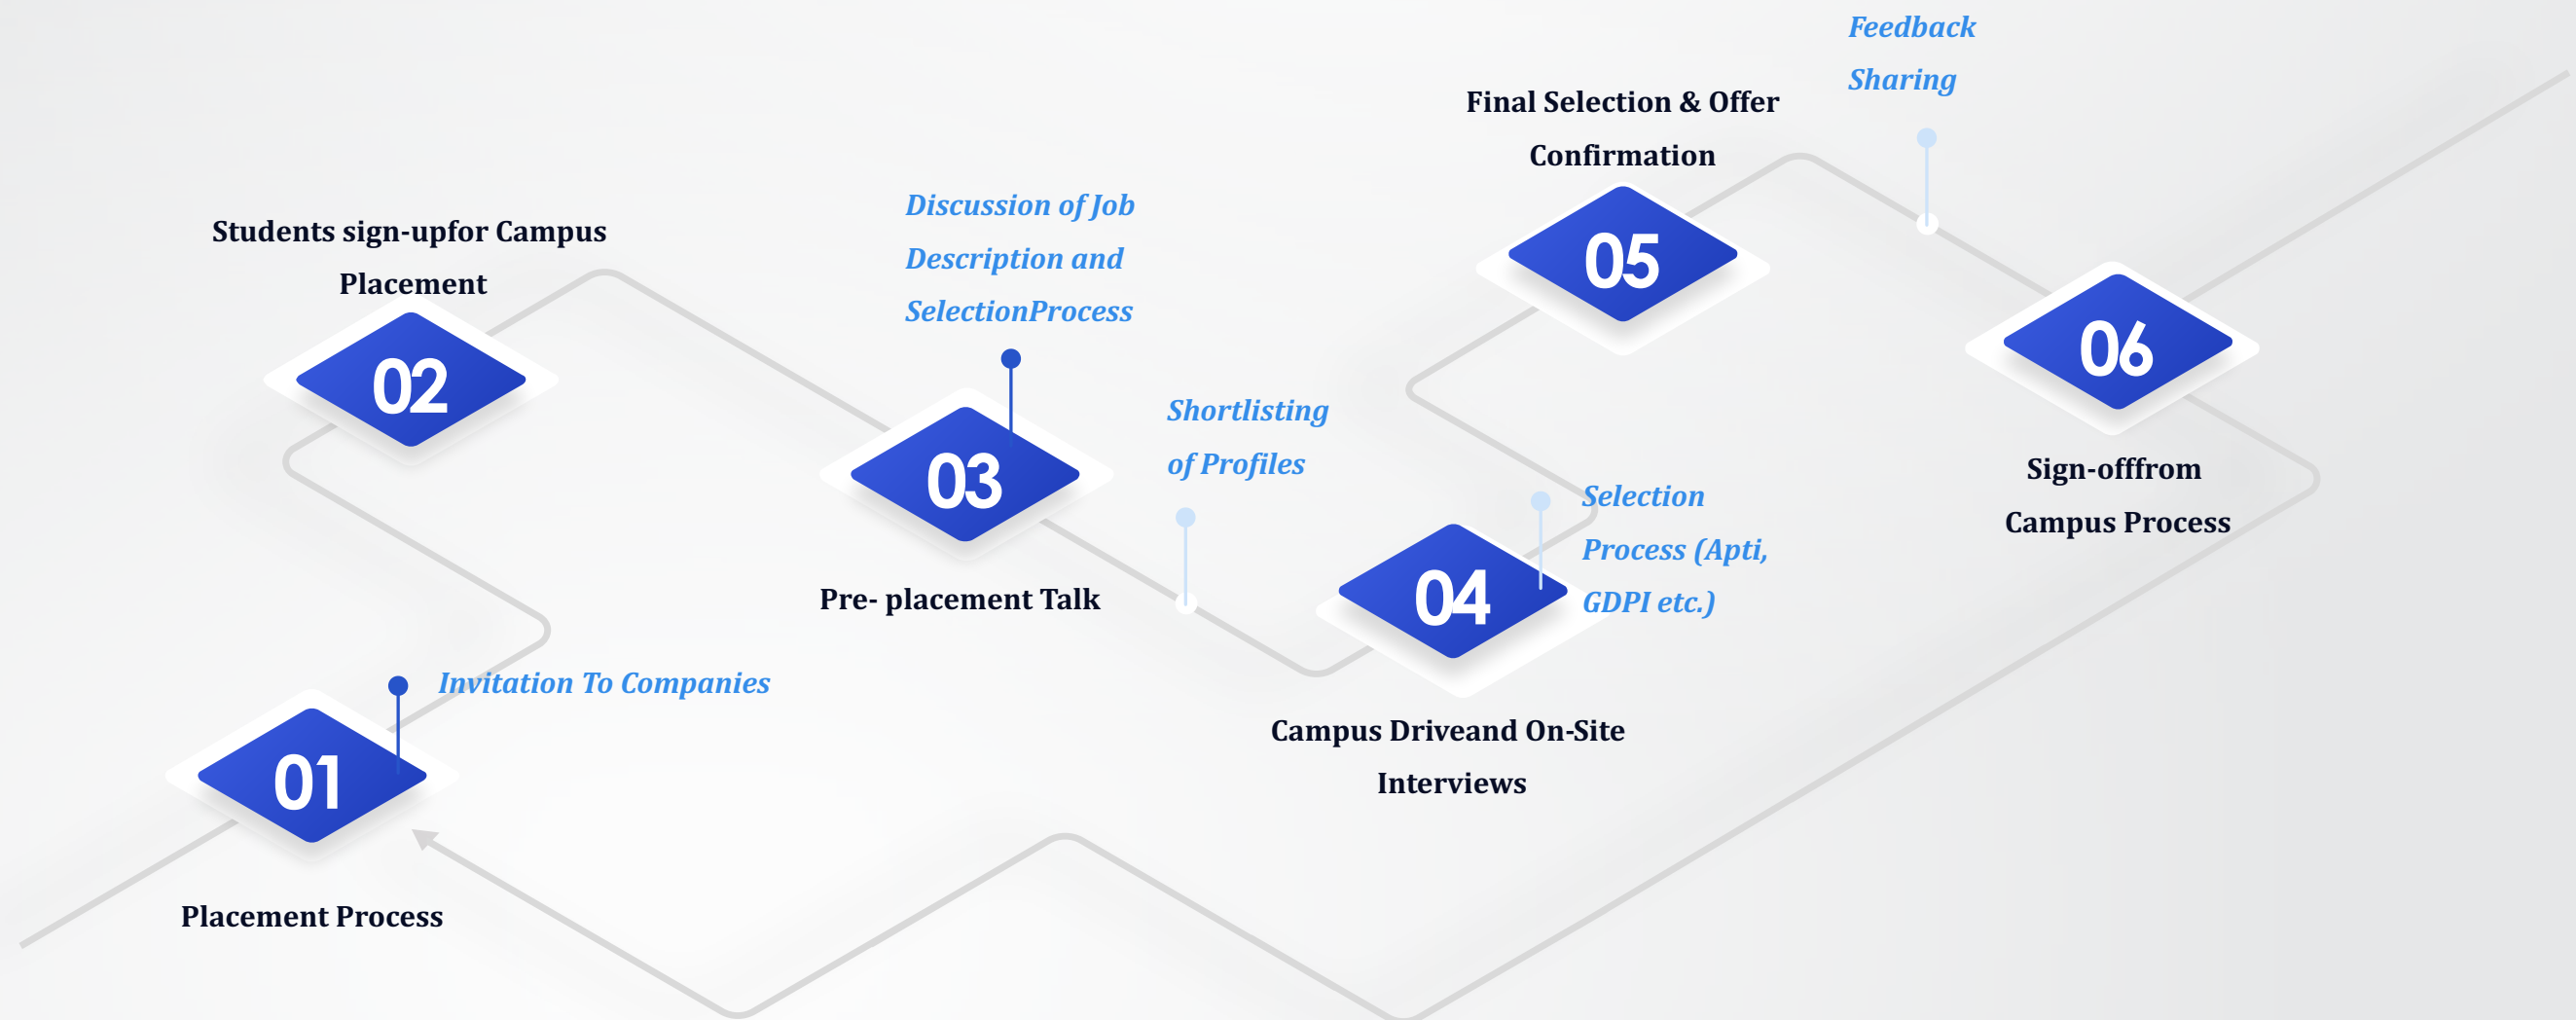 01
Placement Process
Invitation To Companies
Students sign-upfor Campus
Placement
02
Discussion of Job
Description and
SelectionProcess
03
Pre- placement Talk
Shortlisting
of Profiles
04
Campus Driveand On-Site
Interviews
Selection
Process (Apti,
GDPI etc.)
Final Selection & Offer
Confirmation
05
Feedback
Sharing
06
Sign-offfrom
Campus Process